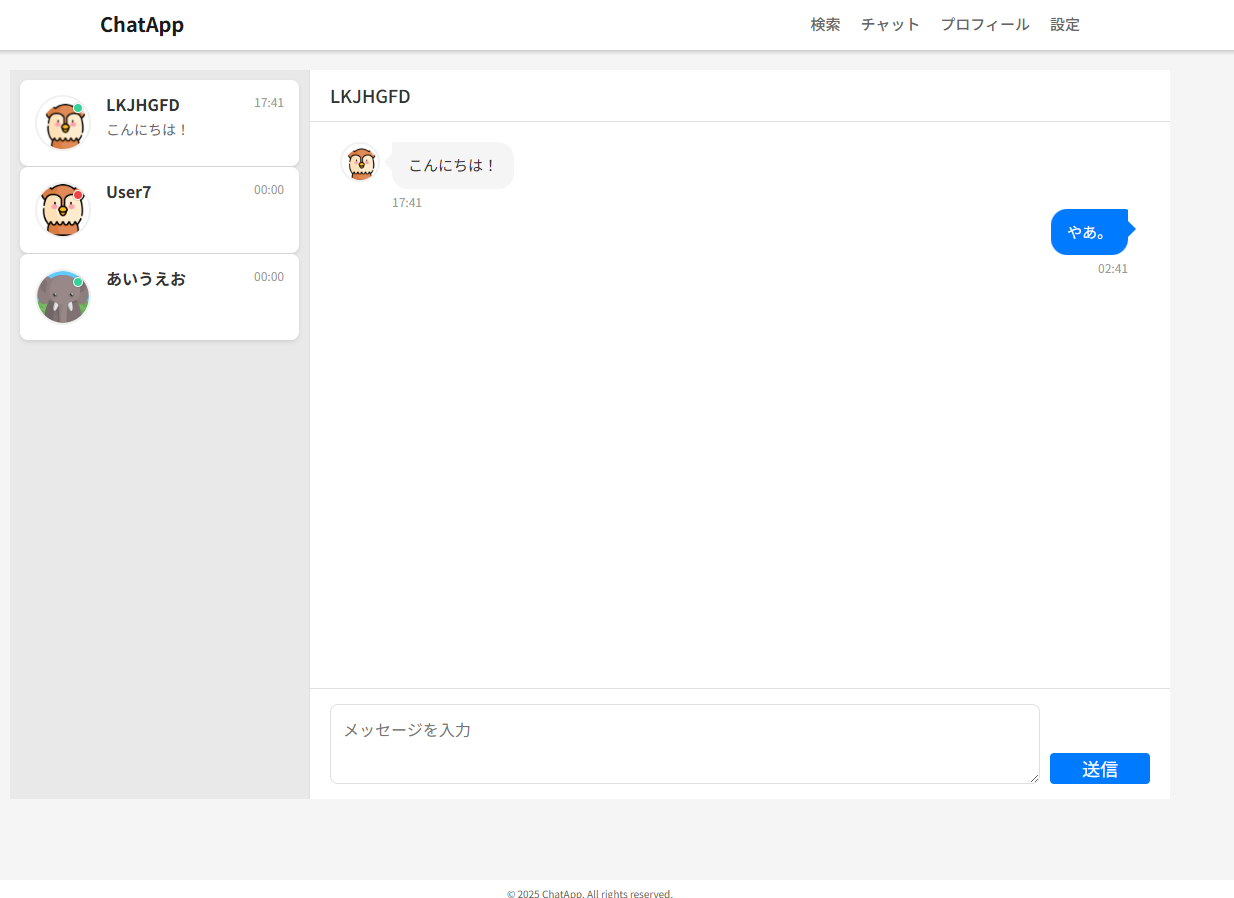 ChatApp
検索 チャット プロフィール 設定
LKJHGFD 17:41
こんにちは！
User7 00:00
あいうえお 00:00
LKJHGFD
こんにちは！
17:41
やあ。
02:41
メッセージを入力
送信
© 2025 ChatApp. All rights reserved.